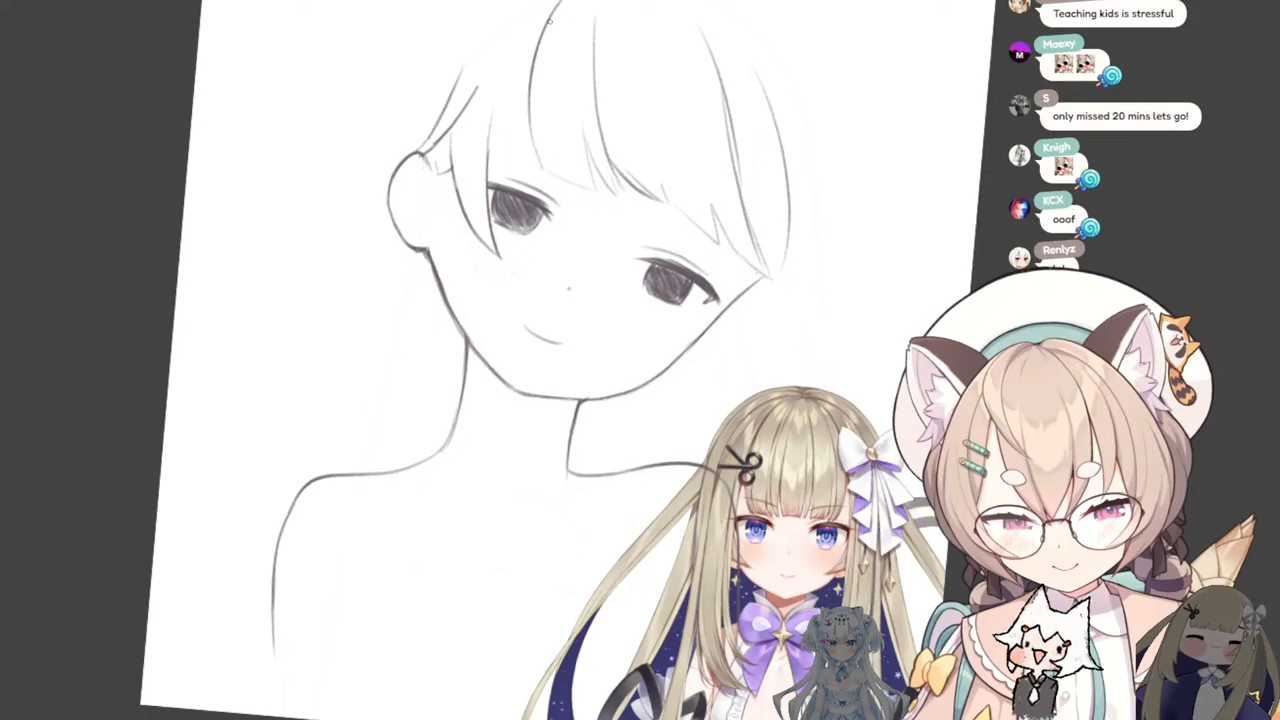 Teaching kids is stressful
Maexy
M
S
only missed 20 mins lets go!
Knigh
KCX
ooof
Renlyz